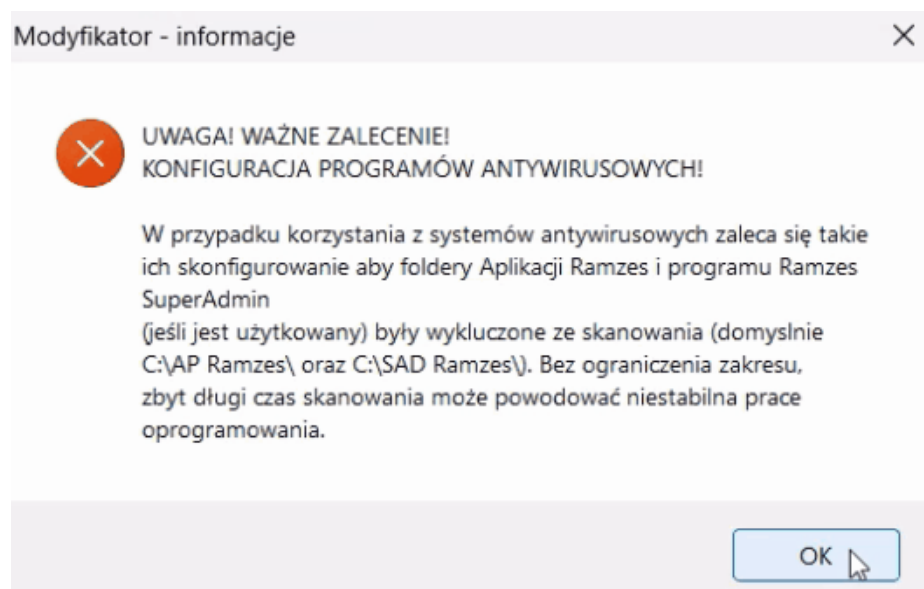 Modyfikator - informacje
UWAGA! WAŻNE ZALECENIE!
KONFIGURACJA PROGRAMÓW ANTYWIRUSOWYCH!
W przypadku korzystania z systemów antywirusowych zaleca się takie
ich skonfigurowanie aby foldery Aplikacji Ramzes i programu Ramzes
SuperAdmin
(jeśli jest użytkowany) były wykluczone ze skanowania (domyslnie
C:\AP Ramzes\ oraz C:\SAD Ramzes\). Bez ograniczenia zakresu,
zbyt długi czas skanowania może powodować niestabilna prace
oprogramowania.
OK